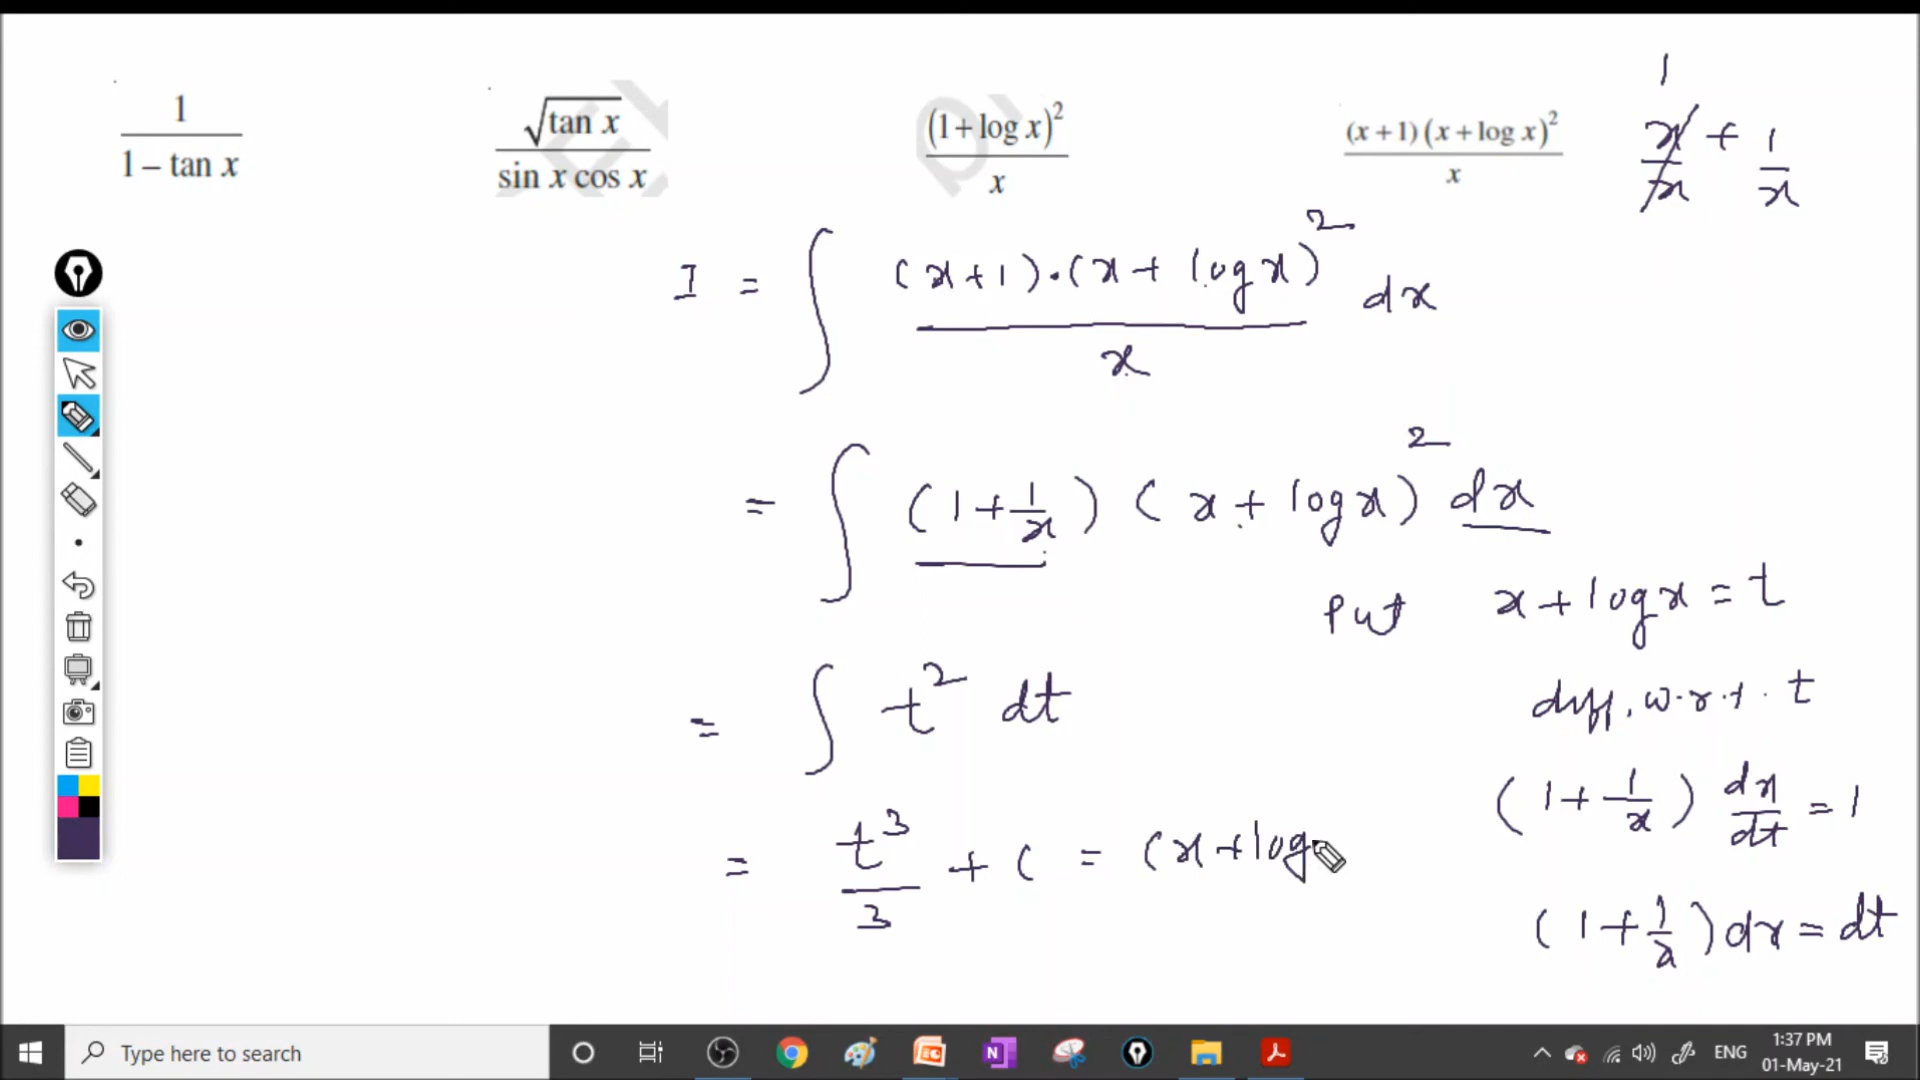 1 / (1 – tan x)
√(tan x) / (sin x cos x)
(1 + log x)² / x
(x + 1)(x + log x)² / x
1
x/x + 1/x
I = ∫ (x+1)·(x + log x)² / x dx
= ∫ (1 + 1/x) (x + log x)² dx
Put x + log x = t
= ∫ t² dt
diff. w.r.t. t
(1 + 1/x) dx/dt = 1
= t³/3 + C = (x + log
(1 + 1/x) dx = dt
Type here to search
ENG
1:37 PM
01-May-21